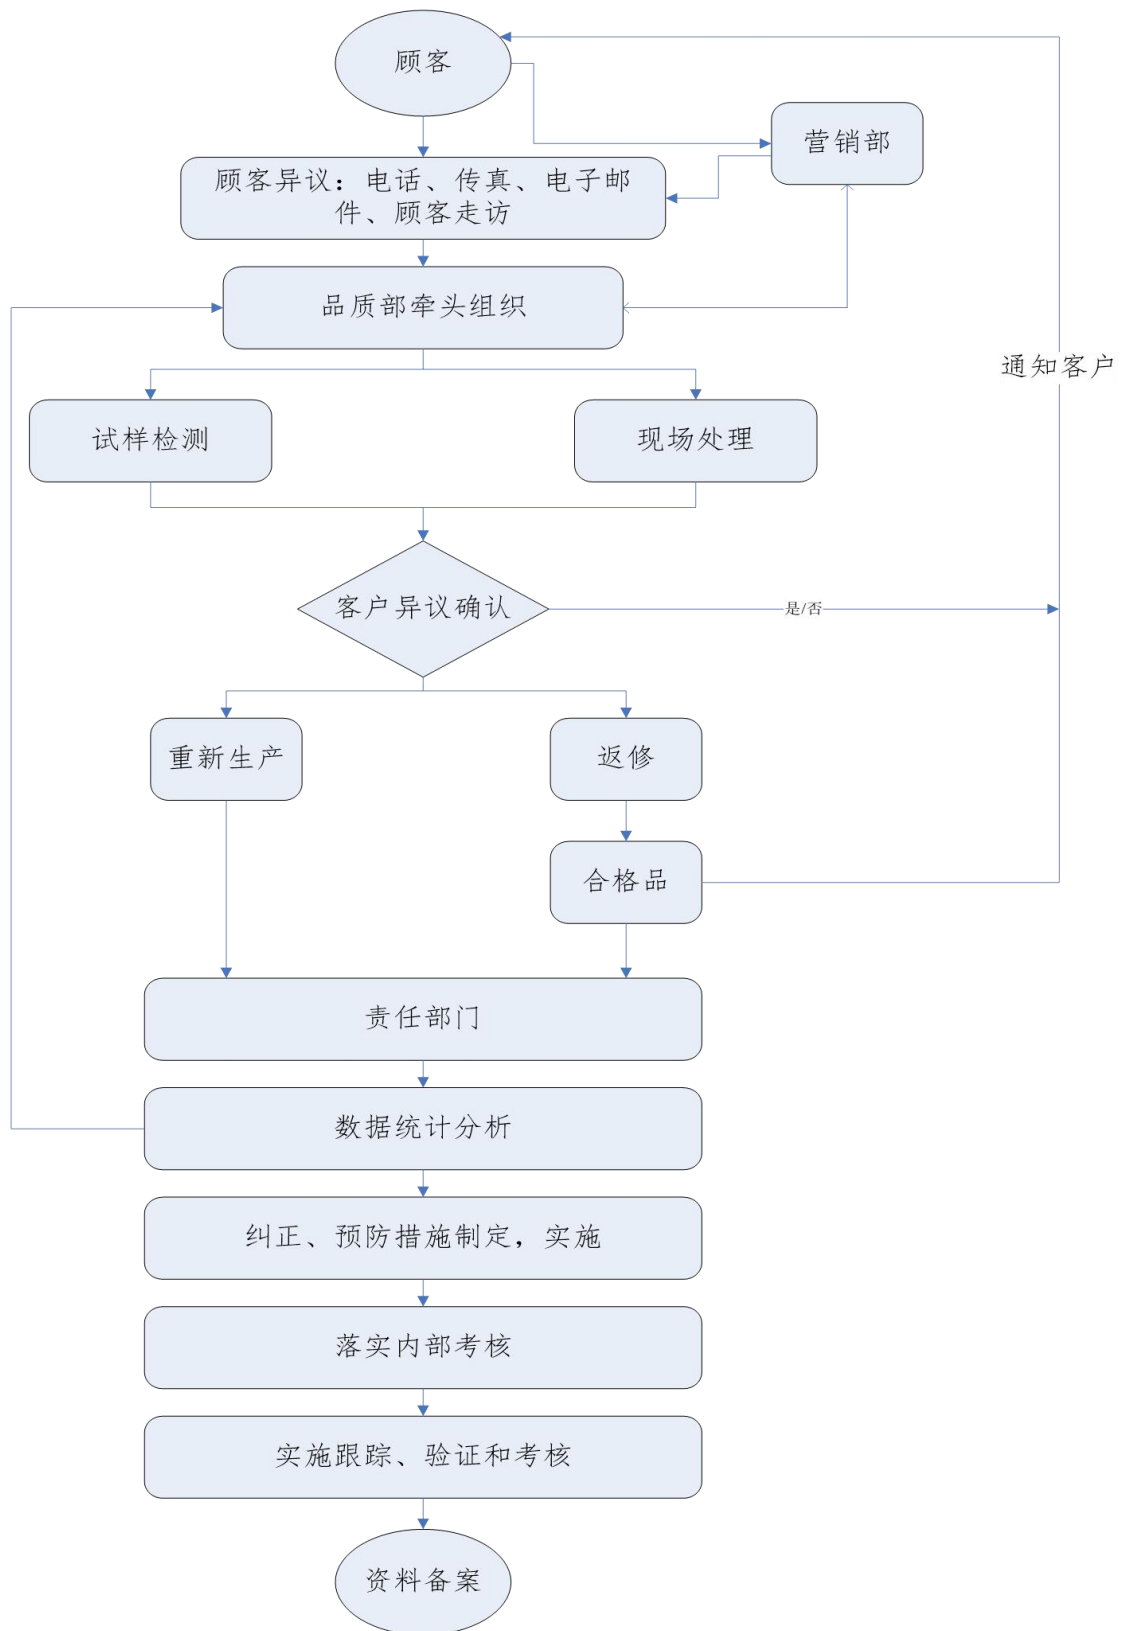 顾客
营销部
顾客异议：电话、传真、电子邮
件、顾客走访
品质部牵头组织
通知客户
试样检测
现场处理
客户异议确认
是/否
重新生产
返修
合格品
责任部门
数据统计分析
纠正、预防措施制定，实施
落实内部考核
实施跟踪、验证和考核
资料备案